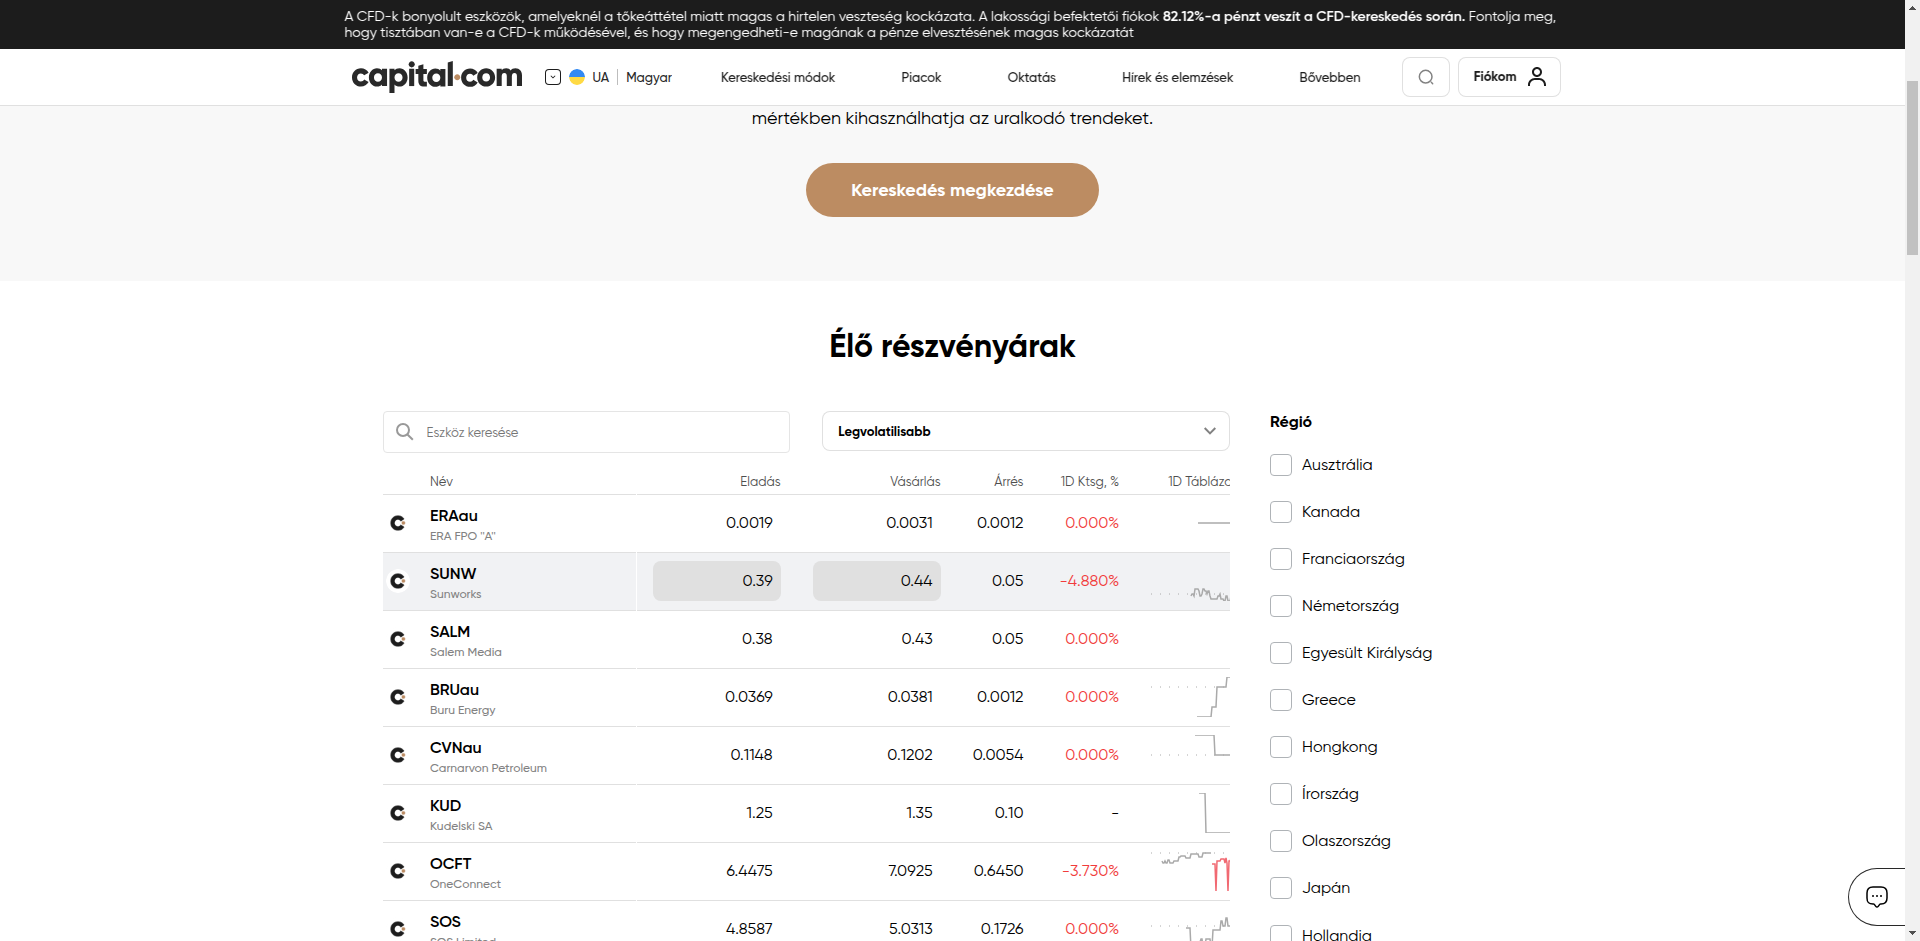 A CFD-k bonyolult eszközök, amelyeknél a tőkeáttétel miatt magas a hirtelen veszteség kockázata. A lakossági befektetői fiókok 82.12%-a pénzt veszít a CFD-kereskedés során. Fontolja meg,
hogy tisztában van-e a CFD-k működésével, és hogy megengedheti-e magának a pénze elvesztésének magas kockázatát
capital.com UA Magyar Kereskedési módok Piacok Oktatás Hírek és elemzések Bővebben Fiókom
mértékben kihasználhatja az uralkodó trendeket.
Kereskedés megkezdése
Élő részvényárak
Eszköz keresése
Legvolatilisabb
Név Eladás Vásárlás Árrés 1D Ktsg, % 1D Tábláza
ERAau 0.0019 0.0031 0.0012 0.000%
ERA FPO "A"
SUNW 0.39 0.44 0.05 -4.880%
Sunworks
SALM 0.38 0.43 0.05 0.000%
Salem Media
BRUau 0.0369 0.0381 0.0012 0.000%
Buru Energy
CVNau 0.1148 0.1202 0.0054 0.000%
Carnarvon Petroleum
KUD 1.25 1.35 0.10 -
Kudelski SA
OCFT 6.4475 7.0925 0.6450 -3.730%
OneConnect
SOS 4.8587 5.0313 0.1726 0.000%
SOS Limited
Régió
Ausztrália
Kanada
Franciaország
Németország
Egyesült Királyság
Greece
Hongkong
Írország
Olaszország
Japán
Hollandia